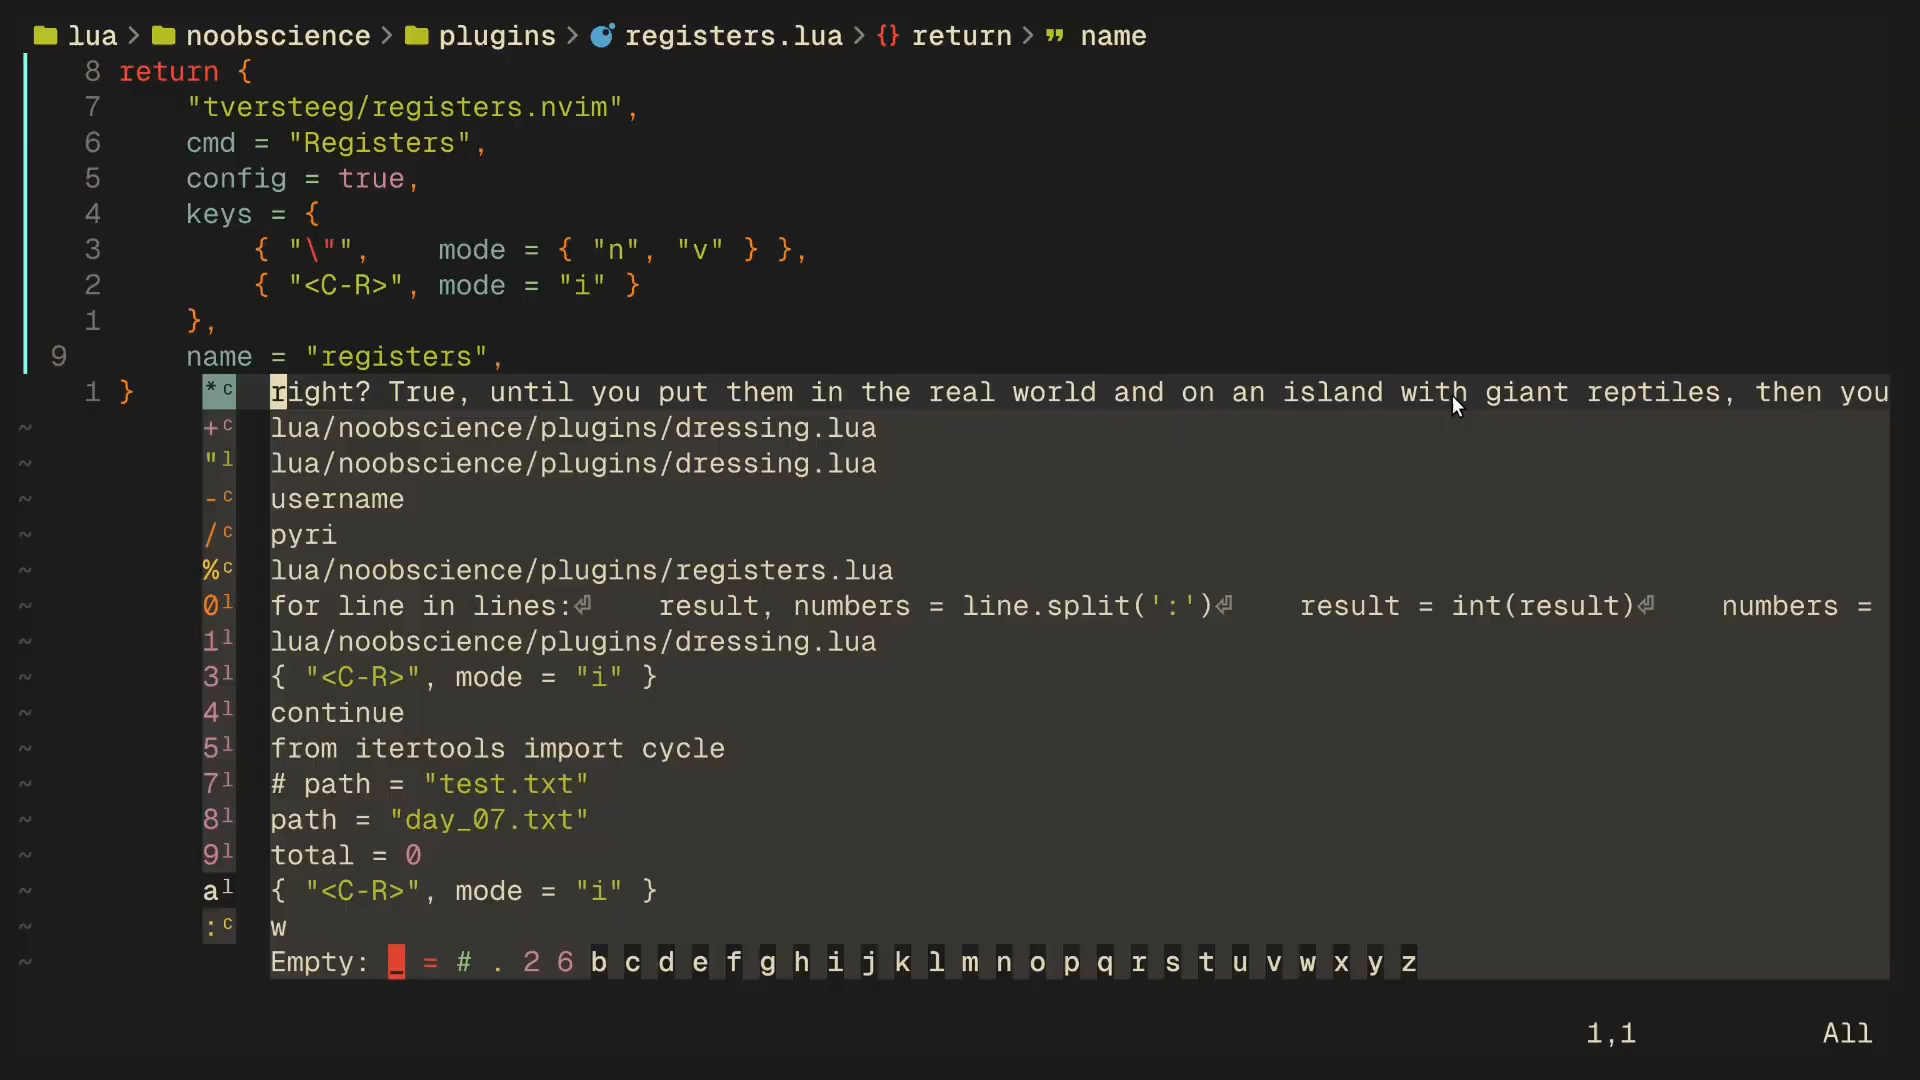 lua > noobscience > plugins > registers.lua > {} return > name
8 return {
7 "tversteeg/registers.nvim",
6 cmd = "Registers",
5 config = true,
4 keys = {
3 { "\"", mode = { "n", "v" } },
2 { "<C-R>", mode = "i" }
1 },
9 name = "registers",
1 }
*c right? True, until you put them in the real world and on an island with giant reptiles, then you
~ +c lua/noobscience/plugins/dressing.lua
~ "l lua/noobscience/plugins/dressing.lua
~ -c username
~ /c pyri
~ %c lua/noobscience/plugins/registers.lua
~ 0l for line in lines:⏎ result, numbers = line.split(':')⏎ result = int(result)⏎ numbers =
~ 1l lua/noobscience/plugins/dressing.lua
~ 3l { "<C-R>", mode = "i" }
~ 4l continue
~ 5l from itertools import cycle
~ 7l # path = "test.txt"
~ 8l path = "day_07.txt"
~ 9l total = 0
~ al { "<C-R>", mode = "i" }
~ :c w
~ Empty: _ = # . 2 6 b c d e f g h i j k l m n o p q r s t u v w x y z
1,1 All